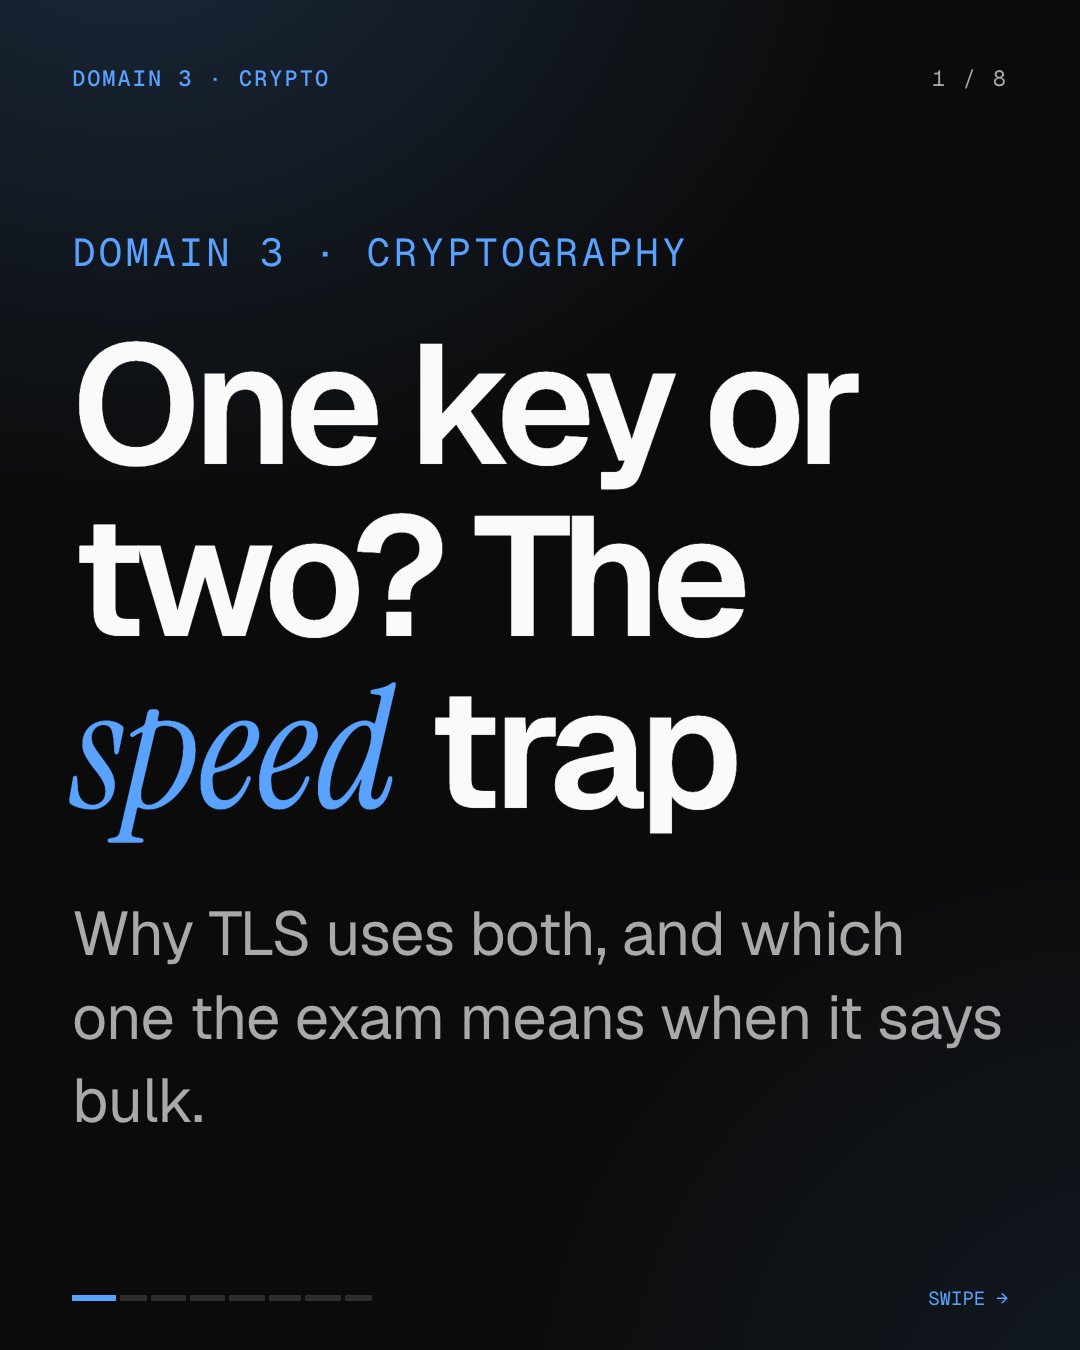 DOMAIN 3 · CRYPTO
1 / 8
DOMAIN 3 · CRYPTOGRAPHY
One key or
two? The
speed trap
Why TLS uses both, and which
one the exam means when it says
bulk.
SWIPE →